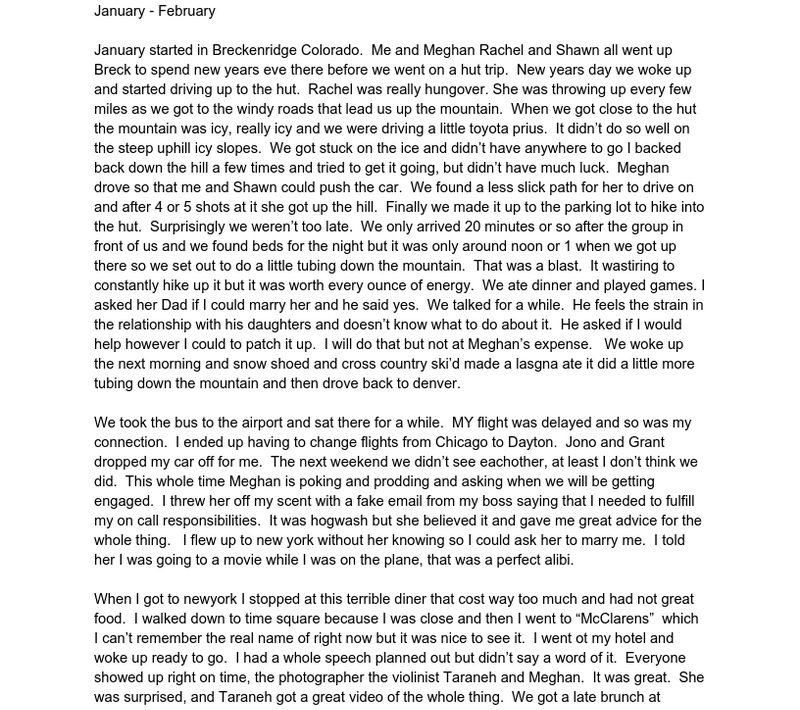 January - February
January started in Breckenridge Colorado.  Me and Meghan Rachel and Shawn all went up
Breck to spend new years eve there before we went on a hut trip.  New years day we woke up
and started driving up to the hut.  Rachel was really hungover. She was throwing up every few
miles as we got to the windy roads that lead us up the mountain.  When we got close to the hut
the mountain was icy, really icy and we were driving a little toyota prius.  It didn’t do so well on
the steep uphill icy slopes.  We got stuck on the ice and didn’t have anywhere to go I backed
back down the hill a few times and tried to get it going, but didn’t have much luck.  Meghan
drove so that me and Shawn could push the car.  We found a less slick path for her to drive on
and after 4 or 5 shots at it she got up the hill.  Finally we made it up to the parking lot to hike into
the hut.  Surprisingly we weren’t too late.  We only arrived 20 minutes or so after the group in
front of us and we found beds for the night but it was only around noon or 1 when we got up
there so we set out to do a little tubing down the mountain.  That was a blast.  It wastiring to
constantly hike up it but it was worth every ounce of energy.  We ate dinner and played games. I
asked her Dad if I could marry her and he said yes.  We talked for a while.  He feels the strain in
the relationship with his daughters and doesn’t know what to do about it.  He asked if I would
help however I could to patch it up.  I will do that but not at Meghan’s expense.   We woke up
the next morning and snow shoed and cross country ski’d made a lasgna ate it did a little more
tubing down the mountain and then drove back to denver.
We took the bus to the airport and sat there for a while.  MY flight was delayed and so was my
connection.  I ended up having to change flights from Chicago to Dayton.  Jono and Grant
dropped my car off for me.  The next weekend we didn’t see eachother, at least I don’t think we
did.  This whole time Meghan is poking and prodding and asking when we will be getting
engaged.  I threw her off my scent with a fake email from my boss saying that I needed to fulfill
my on call responsibilities.  It was hogwash but she believed it and gave me great advice for the
whole thing.   I flew up to new york without her knowing so I could ask her to marry me.  I told
her I was going to a movie while I was on the plane, that was a perfect alibi.
When I got to newyork I stopped at this terrible diner that cost way too much and had not great
food.  I walked down to time square because I was close and then I went to “McClarens”  which
I can’t remember the real name of right now but it was nice to see it.  I went ot my hotel and
woke up ready to go.  I had a whole speech planned out but didn’t say a word of it.  Everyone
showed up right on time, the photographer the violinist Taraneh and Meghan.  It was great.  She
was surprised, and Taraneh got a great video of the whole thing.  We got a late brunch at